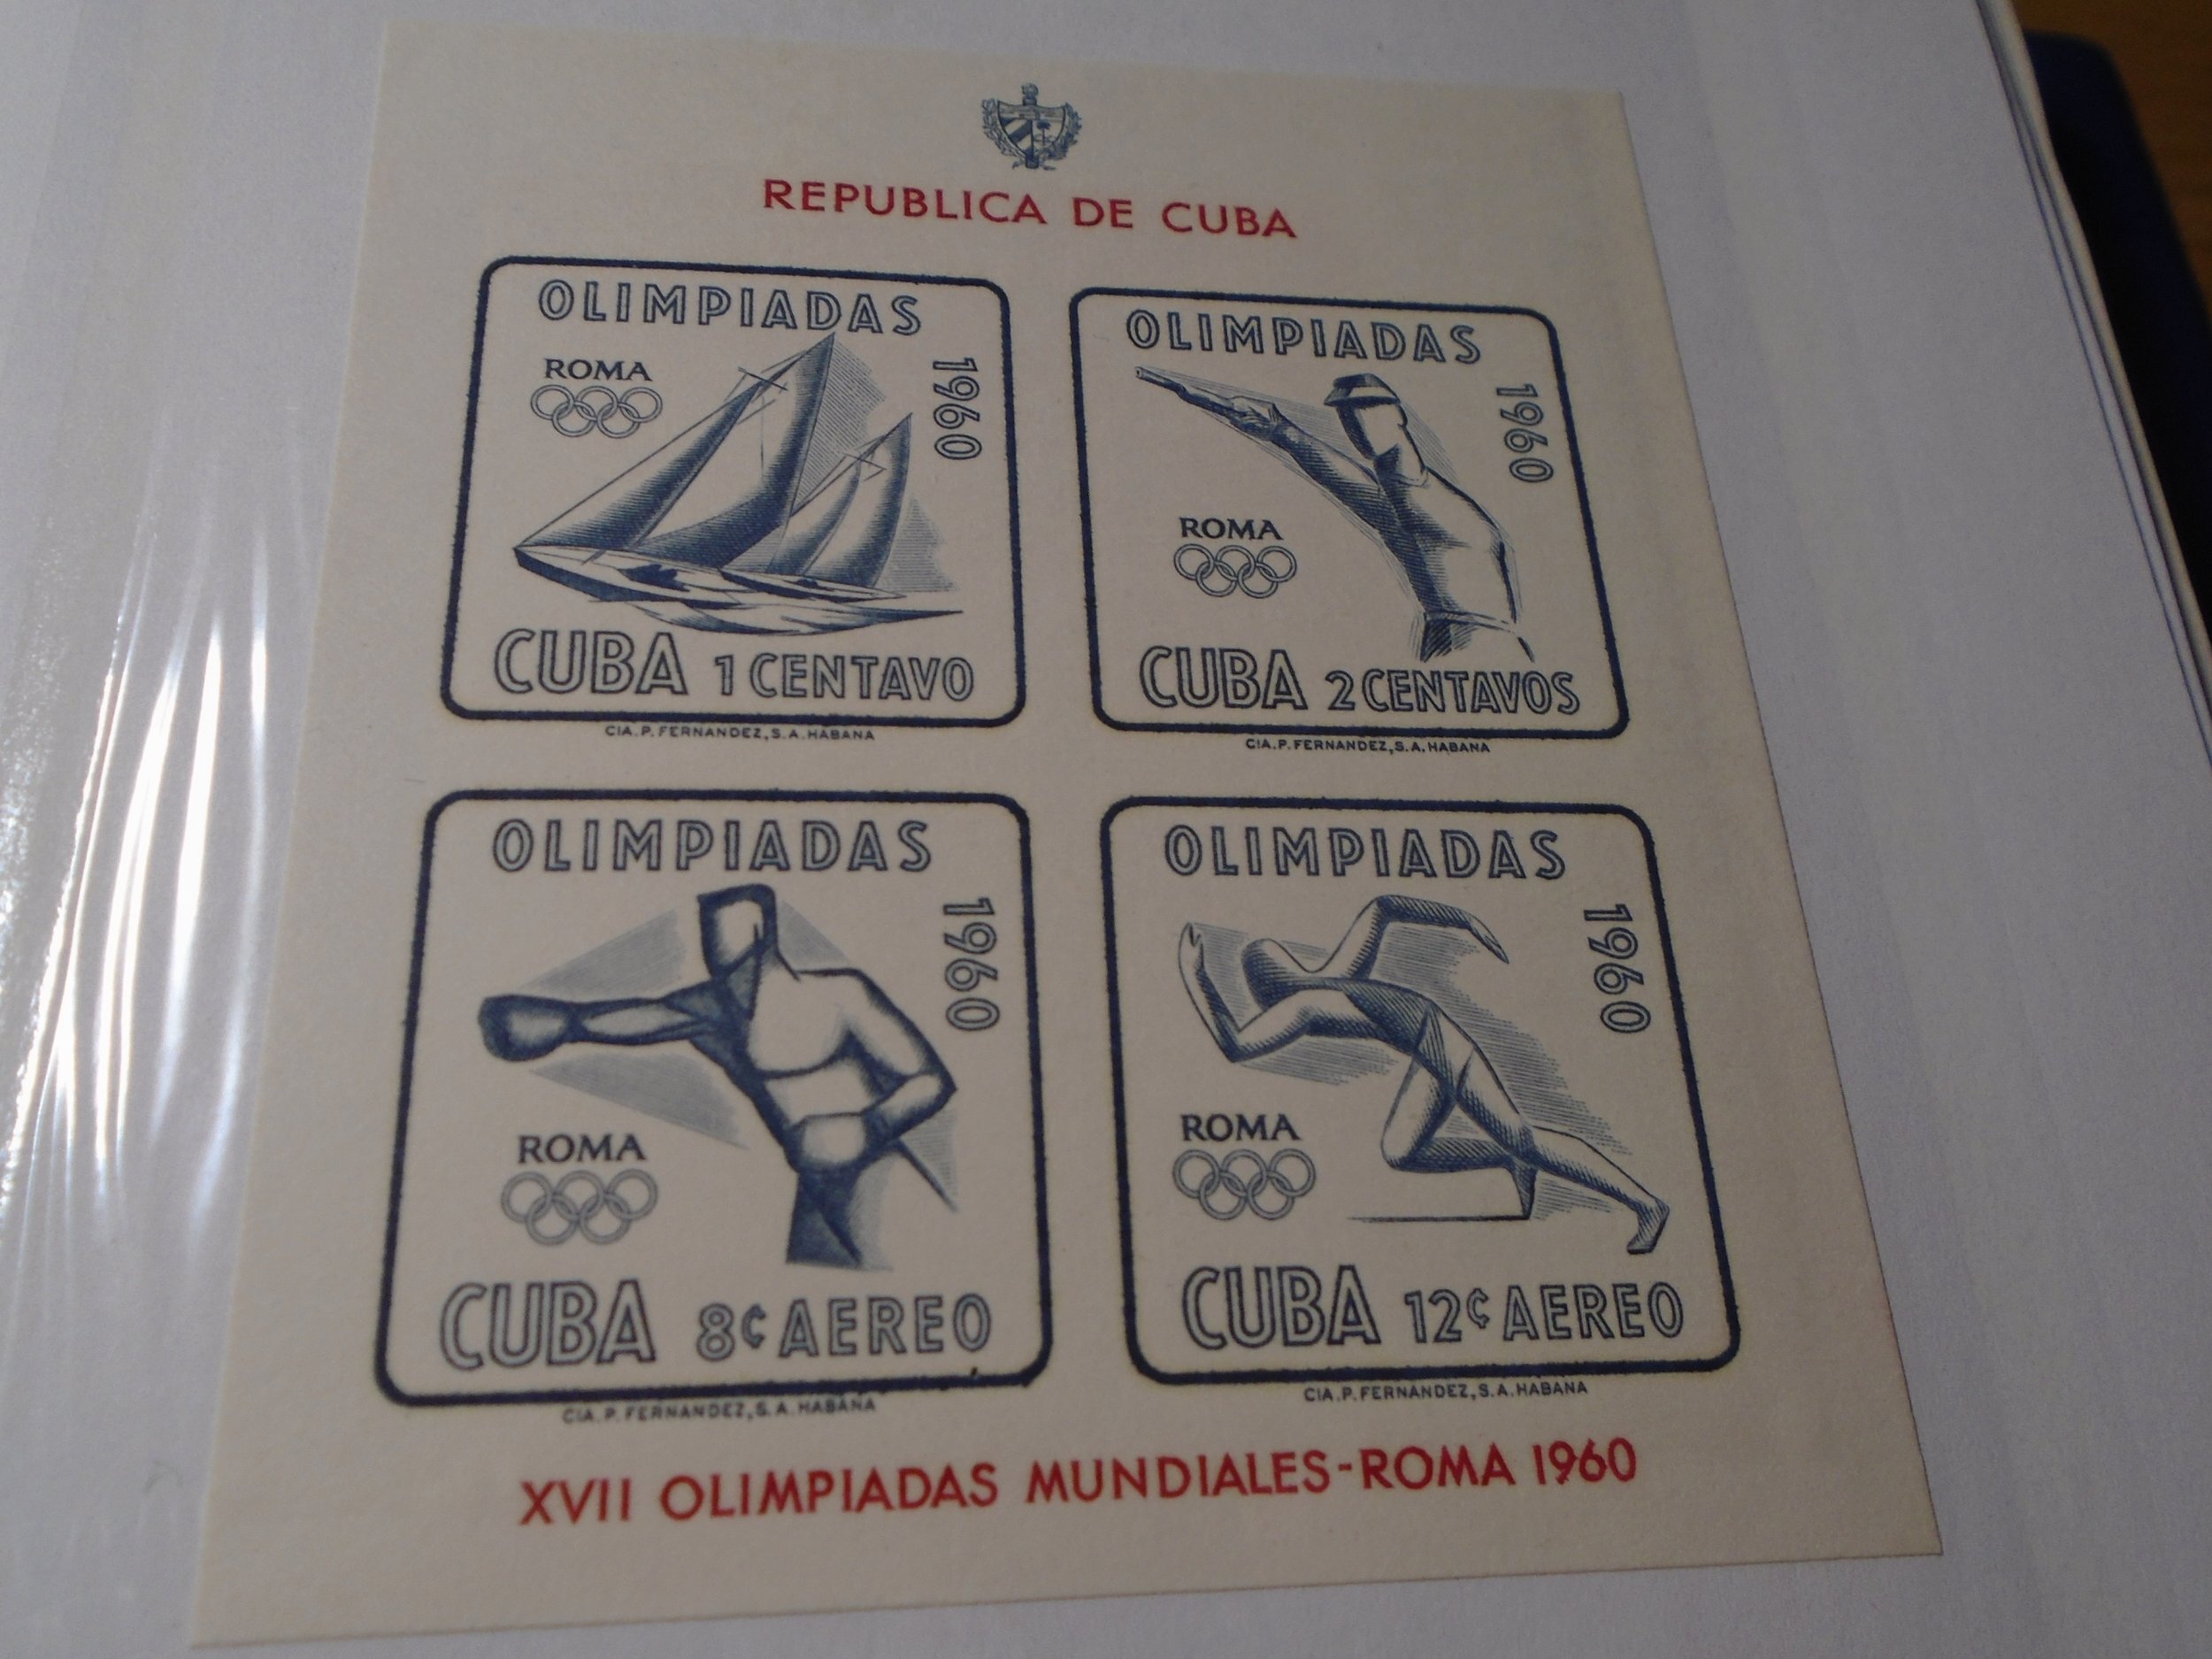 REPUBLICA DE CUBA
OLIMPIADAS
1960
ROMA
CUBA 1 CENTAVO
CIA.P.FERNANDEZ,S.A.HABANA
OLIMPIADAS
1960
ROMA
CUBA 2 CENTAVOS
CIA.P.FERNANDEZ,S.A.HABANA
OLIMPIADAS
1960
ROMA
CUBA 8¢ AEREO
CIA.P.FERNANDEZ,S.A.HABANA
OLIMPIADAS
1960
ROMA
CUBA 12¢ AEREO
CIA.P.FERNANDEZ,S.A.HABANA
XVII OLIMPIADAS MUNDIALES-ROMA 1960